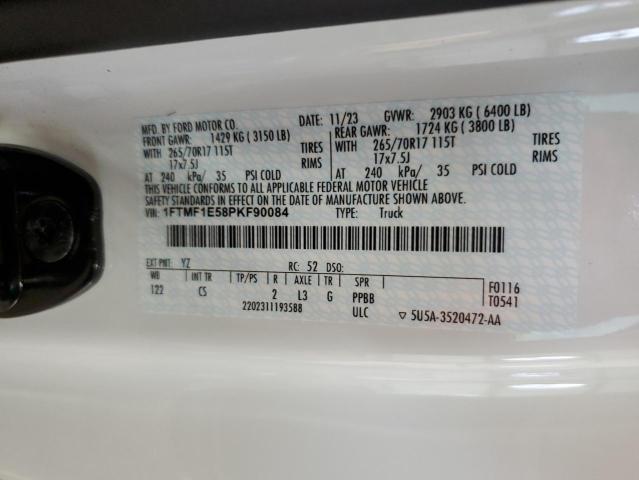 MFD. BY FORD MOTOR CO.
DATE: 11/23 GVWR: 2903 KG ( 6400 LB)
FRONT GAWR: 1429 KG ( 3150 LB) REAR GAWR: 1724 KG ( 3800 LB)
WITH 265/70R17 115T TIRES WITH 265/70R17 115T TIRES
17x7.5J RIMS 17x7.5J RIMS
AT 240 kPa/ 35 PSI COLD AT 240 kPa/ 35 PSI COLD
THIS VEHICLE CONFORMS TO ALL APPLICABLE FEDERAL MOTOR VEHICLE
SAFETY STANDARDS IN EFFECT ON THE DATE OF MANUFACTURE SHOWN ABOVE.
VIN: 1FTMF1E58PKF90084 TYPE: Truck
EXT PNT: YZ RC: 52 DSO:
WB INT TR TP/PS R AXLE TR SPR
122 CS 2 L3 G PPBB
F0116
T0541
2202311193588 ULC ▽ 5U5A-3520472-AA